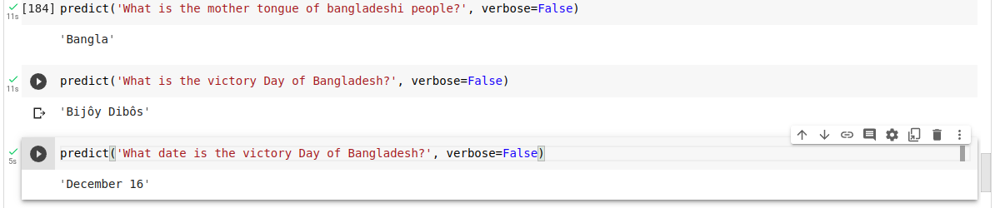 [184] predict('What is the mother tongue of bangladeshi people?', verbose=False)
11s
'Bangla'
predict('What is the victory Day of Bangladesh?', verbose=False)
11s
'Bijôy Dibôs'
predict('What date is the victory Day of Bangladesh?', verbose=False)
5s
'December 16'